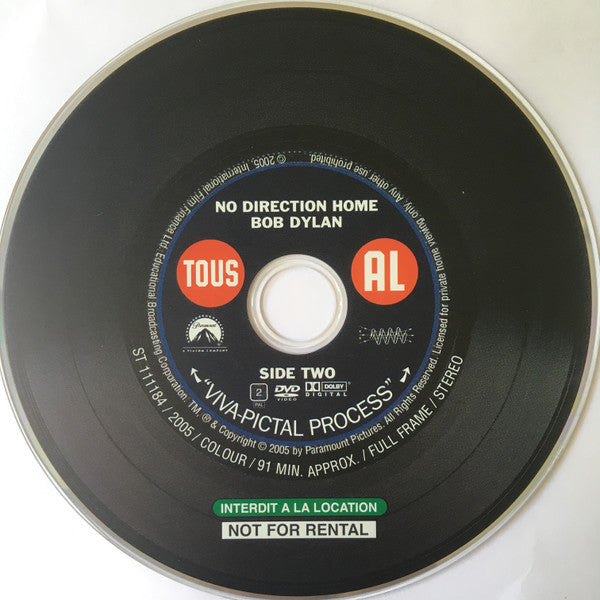 NO DIRECTION HOME
BOB DYLAN
TOUS
AL
Paramount
A VIACOM COMPANY
SIDE TWO
2
PAL
DVD
VIDEO
DOLBY
DIGITAL
"VIVA-PICTAL PROCESS"
© 2005, International Film Finance Ltd. Educational Broadcasting Corporation. TM, ® & Copyright © 2005 by Paramount Pictures. All Rights Reserved. Licensed for private home viewing only. Any other use prohibited.
ST 111184 / 2005 / COLOUR / 91 MIN. APPROX. / FULL FRAME / STEREO
INTERDIT A LA LOCATION
NOT FOR RENTAL